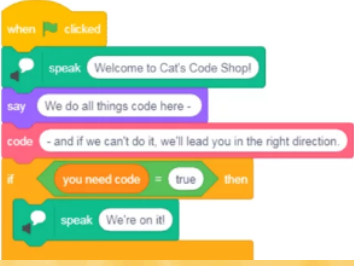 when clicked
speak Welcome to Cat's Code Shop!
say We do all things code here -
code - and if we can't do it, we'll lead you in the right direction.
if you need code = true then
speak We're on it!